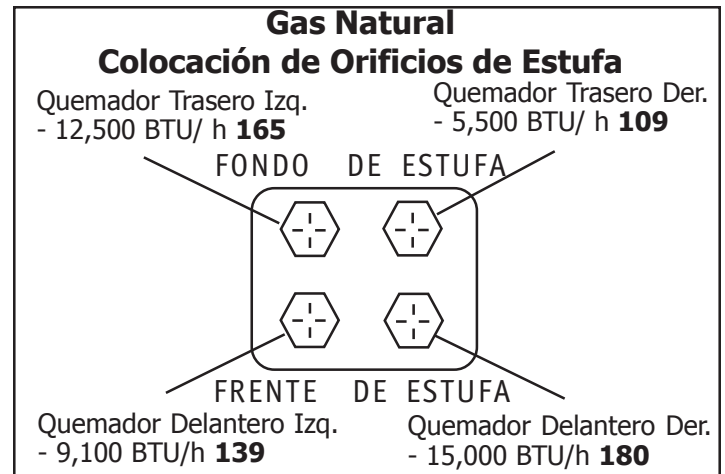 Gas Natural
Colocación de Orificios de Estufa
Quemador Trasero Izq.
- 12,500 BTU/ h 165
Quemador Trasero Der.
- 5,500 BTU/ h 109
FONDO DE ESTUFA
FRENTE DE ESTUFA
Quemador Delantero Izq.
- 9,100 BTU/h 139
Quemador Delantero Der.
- 15,000 BTU/h 180